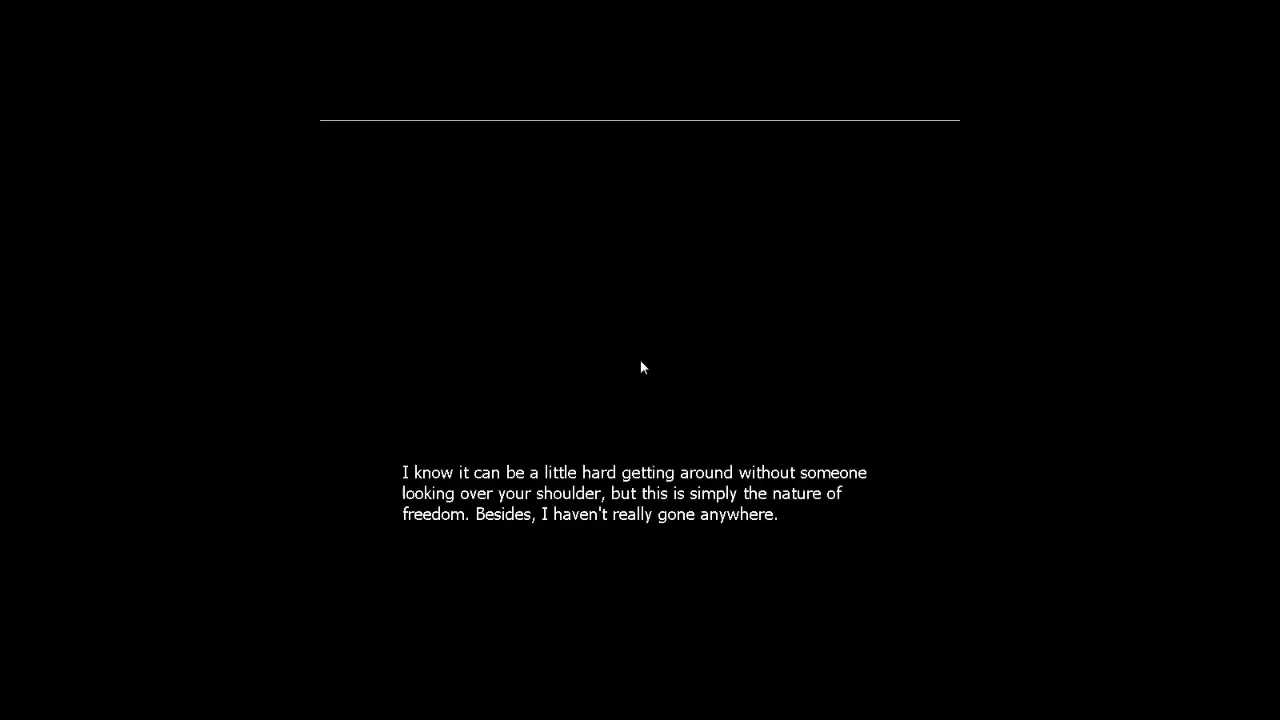 I know it can be a little hard getting around without someone
looking over your shoulder, but this is simply the nature of
freedom. Besides, I haven't really gone anywhere.